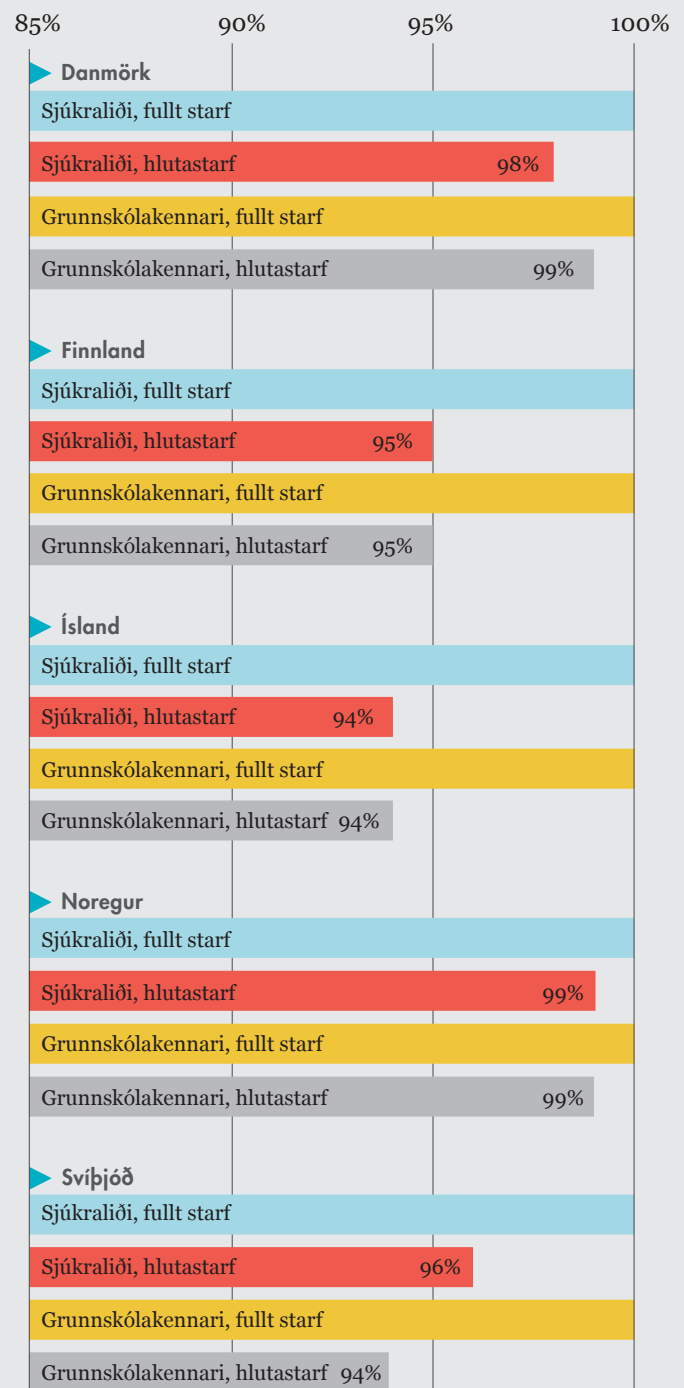 85% 90% 95% 100%
Danmörk
Sjúkraliði, fullt starf
Sjúkraliði, hlutastarf 98%
Grunnskólakennari, fullt starf
Grunnskólakennari, hlutastarf 99%
Finnland
Sjúkraliði, fullt starf
Sjúkraliði, hlutastarf 95%
Grunnskólakennari, fullt starf
Grunnskólakennari, hlutastarf 95%
Ísland
Sjúkraliði, fullt starf
Sjúkraliði, hlutastarf 94%
Grunnskólakennari, fullt starf
Grunnskólakennari, hlutastarf 94%
Noregur
Sjúkraliði, fullt starf
Sjúkraliði, hlutastarf 99%
Grunnskólakennari, fullt starf
Grunnskólakennari, hlutastarf 99%
Svíþjóð
Sjúkraliði, fullt starf
Sjúkraliði, hlutastarf 96%
Grunnskólakennari, fullt starf
Grunnskólakennari, hlutastarf 94%